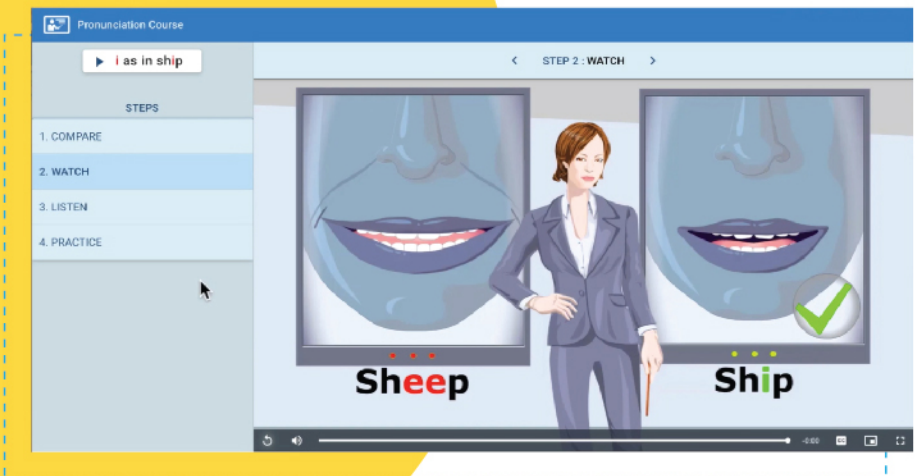 Pronunciation Course
i as in ship
STEPS
1. COMPARE
2. WATCH
3. LISTEN
4. PRACTICE
STEP 2 : WATCH
Sheep
Ship
-0:00
CC